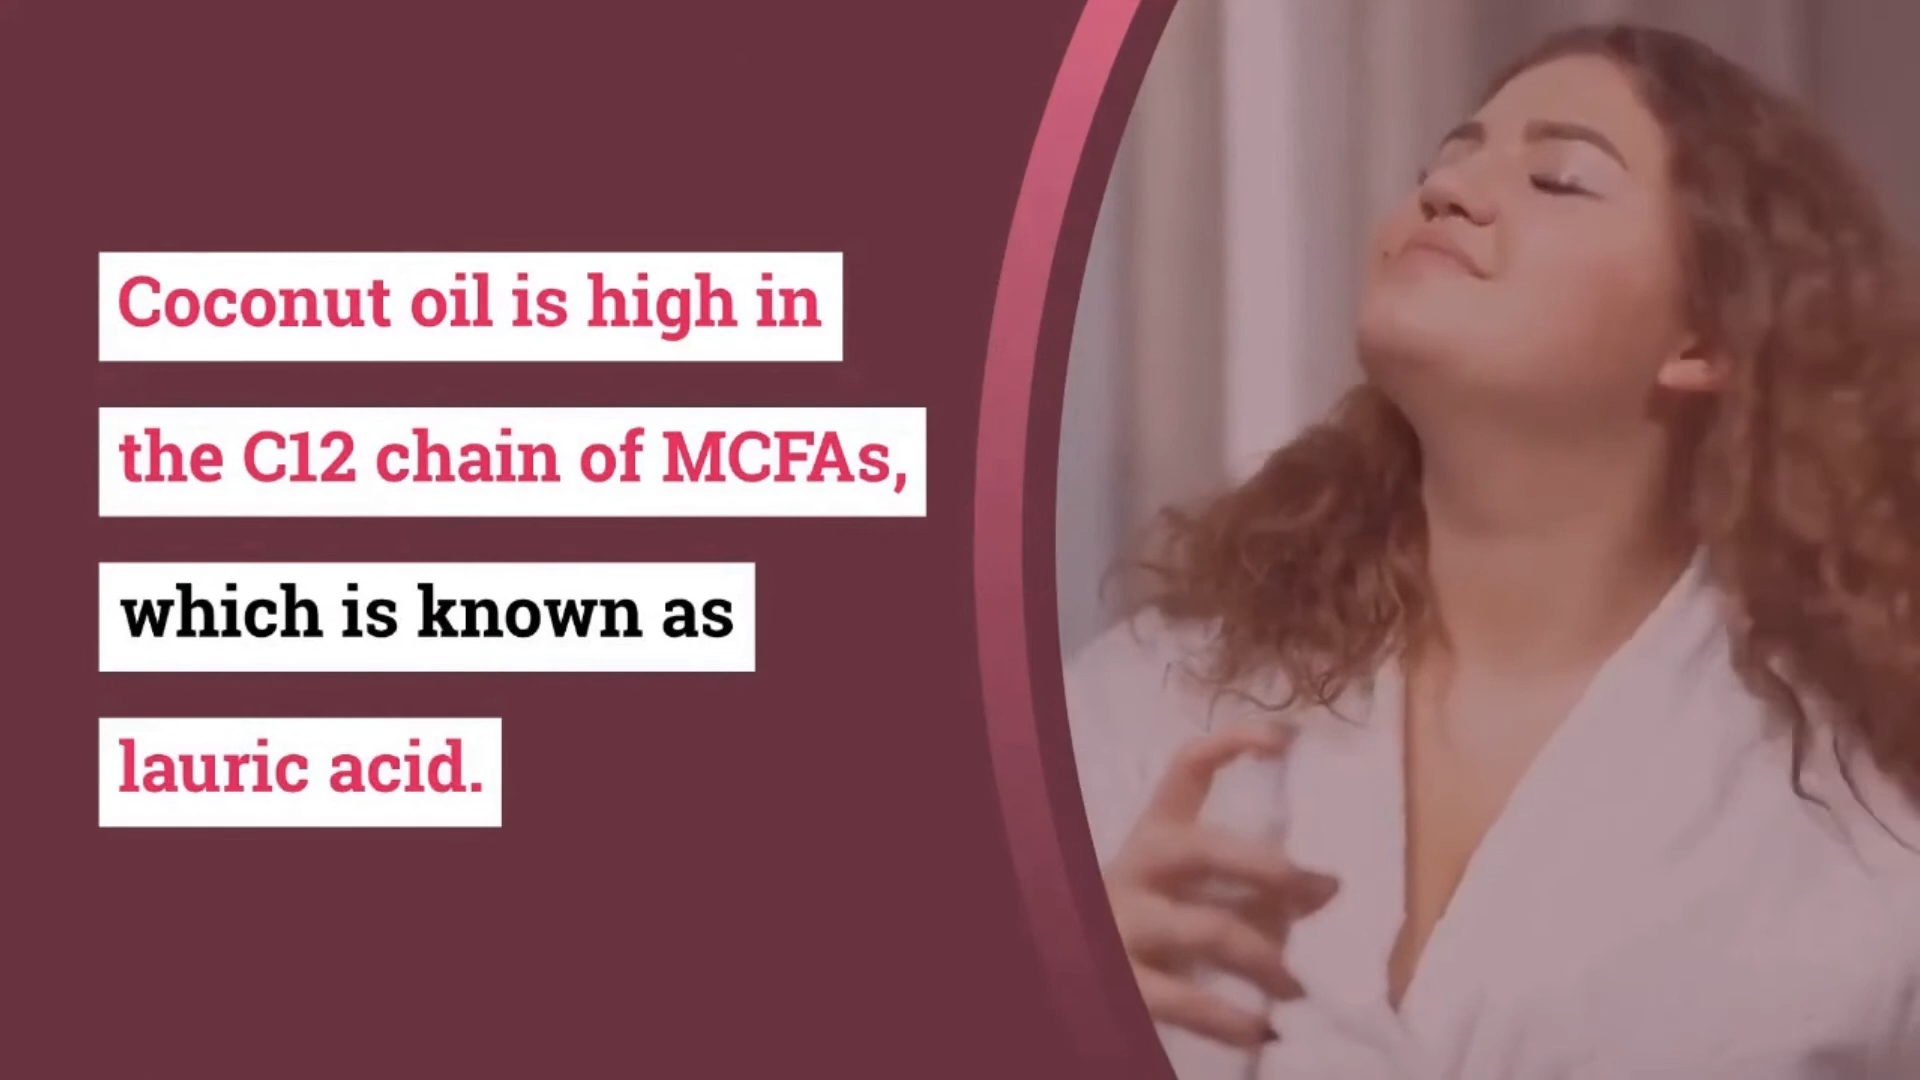 Coconut oil is high in
the C12 chain of MCFAs,
which is known as
lauric acid.